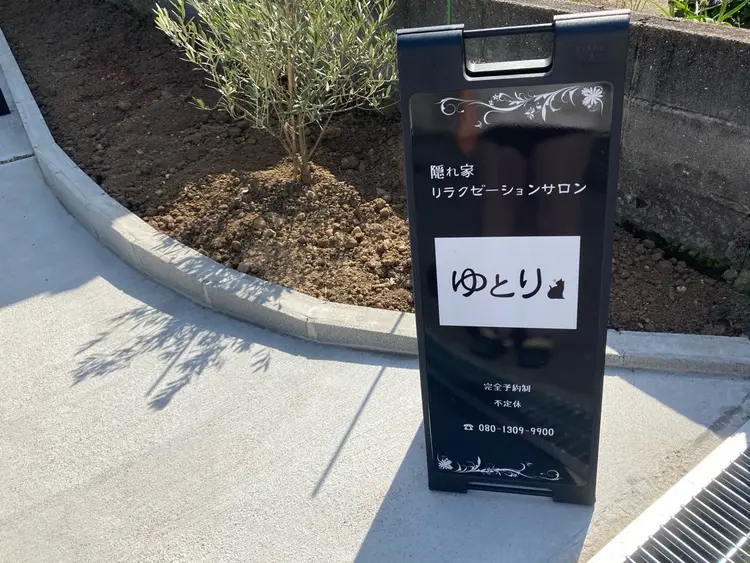 隠れ家
リラクゼーションサロン
ゆとり
完全予約制
不定休
☎ 080-1309-9900